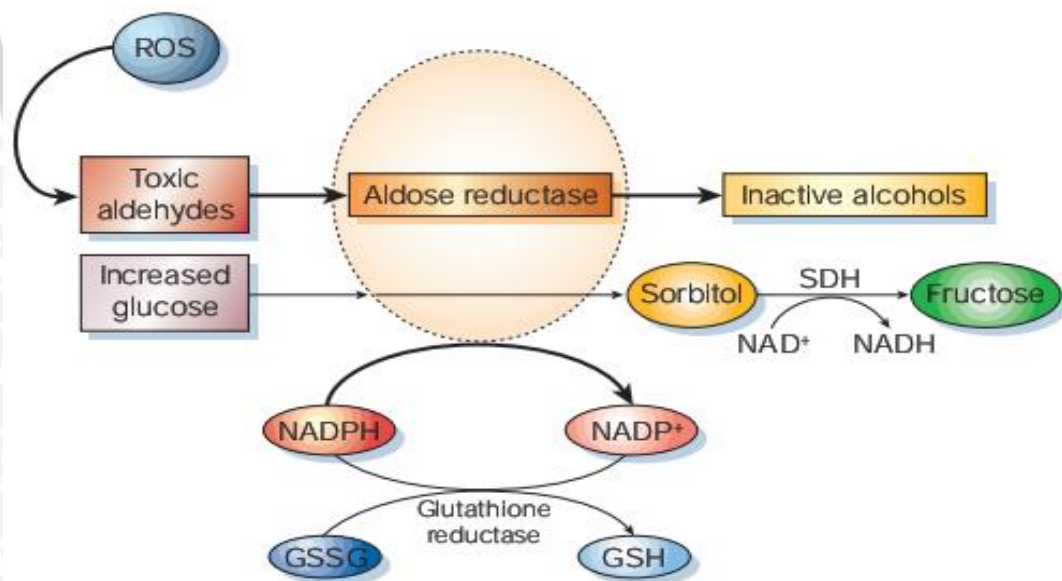 ROS
Toxic
aldehydes
Aldose reductase
Inactive alcohols
Increased
glucose
Sorbitol
SDH
Fructose
NAD⁺
NADH
NADPH
NADP⁺
Glutathione
reductase
GSSG
GSH